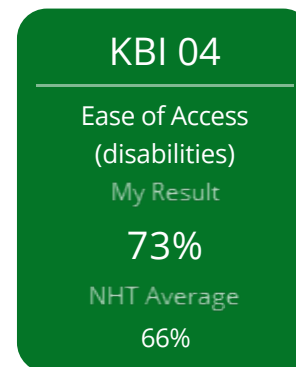 KBI 04
Ease of Access
(disabilities)
My Result
73%
NHT Average
66%